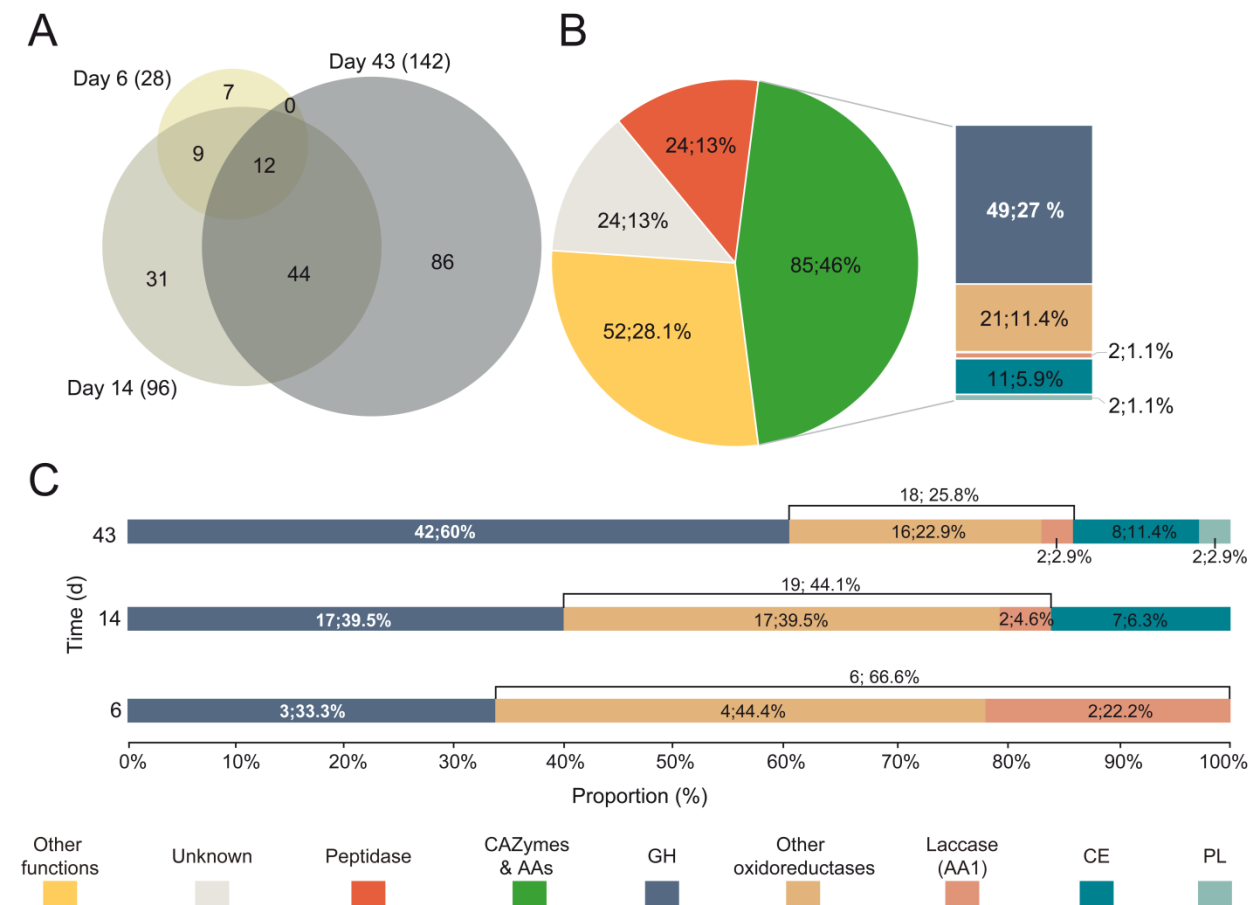 A
B
Day 6 (28)
Day 43 (142)
7
0
9
12
31
44
86
Day 14 (96)
24;13%
24;13%
85;46%
52;28.1%
49;27 %
21;11.4%
2;1.1%
11;5.9%
2;1.1%
C
Time (d)
18; 25.8%
43
42;60%
16;22.9%
8;11.4%
2;2.9%
2;2.9%
19; 44.1%
14
17;39.5%
17;39.5%
2;4.6%
7;6.3%
6; 66.6%
6
3;33.3%
4;44.4%
2;22.2%
0%
10%
20%
30%
40%
50%
60%
70%
80%
90%
100%
Proportion (%)
Other
functions
Unknown
Peptidase
CAZymes
& AAs
GH
Other
oxidoreductases
Laccase
(AA1)
CE
PL